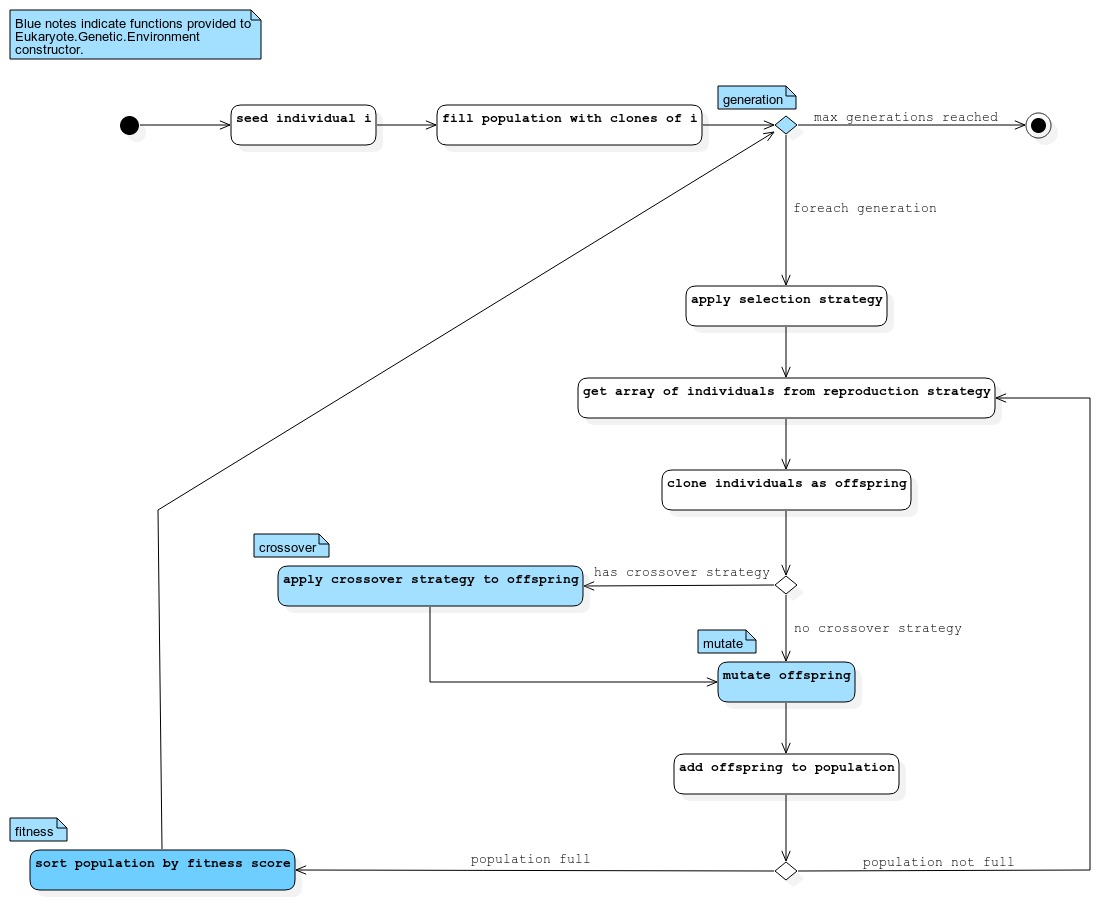 Blue notes indicate functions provided to
Eukaryote.Genetic.Environment
constructor.
generation
seed individual i
fill population with clones of i
max generations reached
foreach generation
apply selection strategy
get array of individuals from reproduction strategy
clone individuals as offspring
crossover
has crossover strategy
apply crossover strategy to offspring
no crossover strategy
mutate
mutate offspring
add offspring to population
fitness
sort population by fitness score
population full
population not full